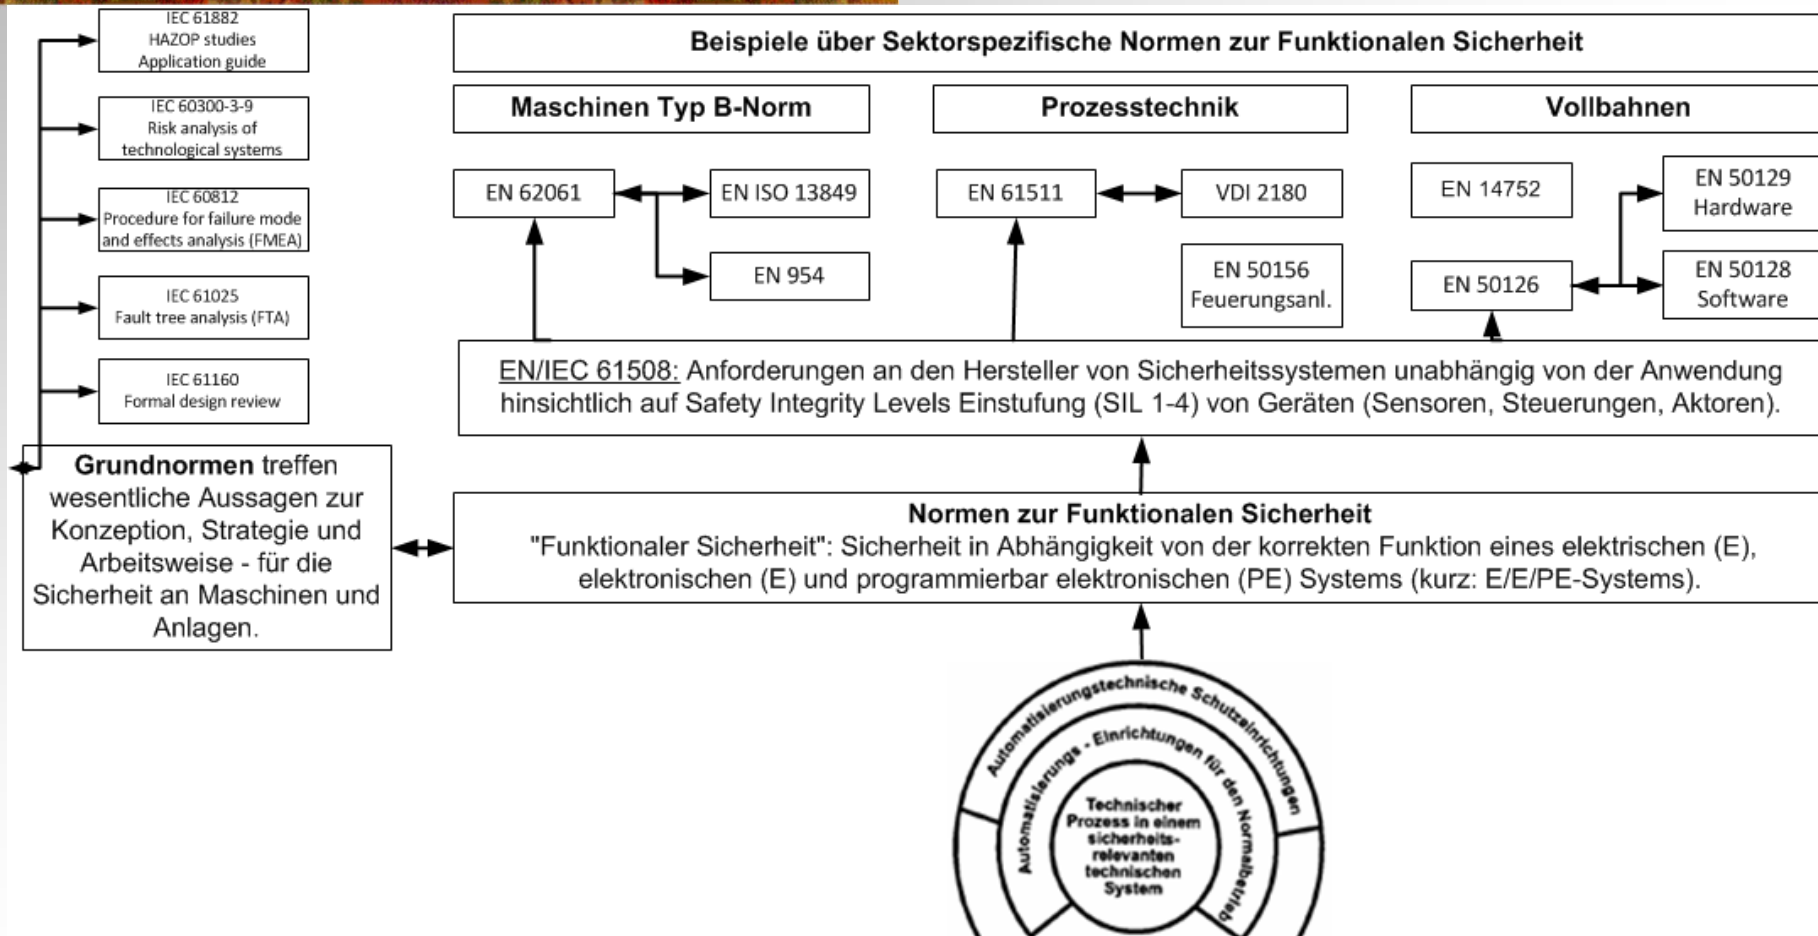 IEC 61882
HAZOP studies
Application guide
IEC 60300-3-9
Risk analysis of
technological systems
IEC 60812
Procedure for failure mode
and effects analysis (FMEA)
IEC 61025
Fault tree analysis (FTA)
IEC 61160
Formal design review
Grundnormen treffen
wesentliche Aussagen zur
Konzeption, Strategie und
Arbeitsweise - für die
Sicherheit an Maschinen und
Anlagen.
Beispiele über Sektorspezifische Normen zur Funktionalen Sicherheit
Maschinen Typ B-Norm
EN 62061
EN ISO 13849
EN 954
Prozesstechnik
EN 61511
VDI 2180
EN 50156
Feuerungsanl.
Vollbahnen
EN 14752
EN 50129
Hardware
EN 50126
EN 50128
Software
EN/IEC 61508: Anforderungen an den Hersteller von Sicherheitssystemen unabhängig von der Anwendung
hinsichtlich auf Safety Integrity Levels Einstufung (SIL 1-4) von Geräten (Sensoren, Steuerungen, Aktoren).
Normen zur Funktionalen Sicherheit
"Funktionaler Sicherheit": Sicherheit in Abhängigkeit von der korrekten Funktion eines elektrischen (E),
elektronischen (E) und programmierbar elektronischen (PE) Systems (kurz: E/E/PE-Systems).
Automatisierungstechnische Schutzeinrichtungen
Automatisierungs - Einrichtungen für den Normalbetrieb
Technischer
Prozess in einem
sicherheits-
relevanten
technischen
System